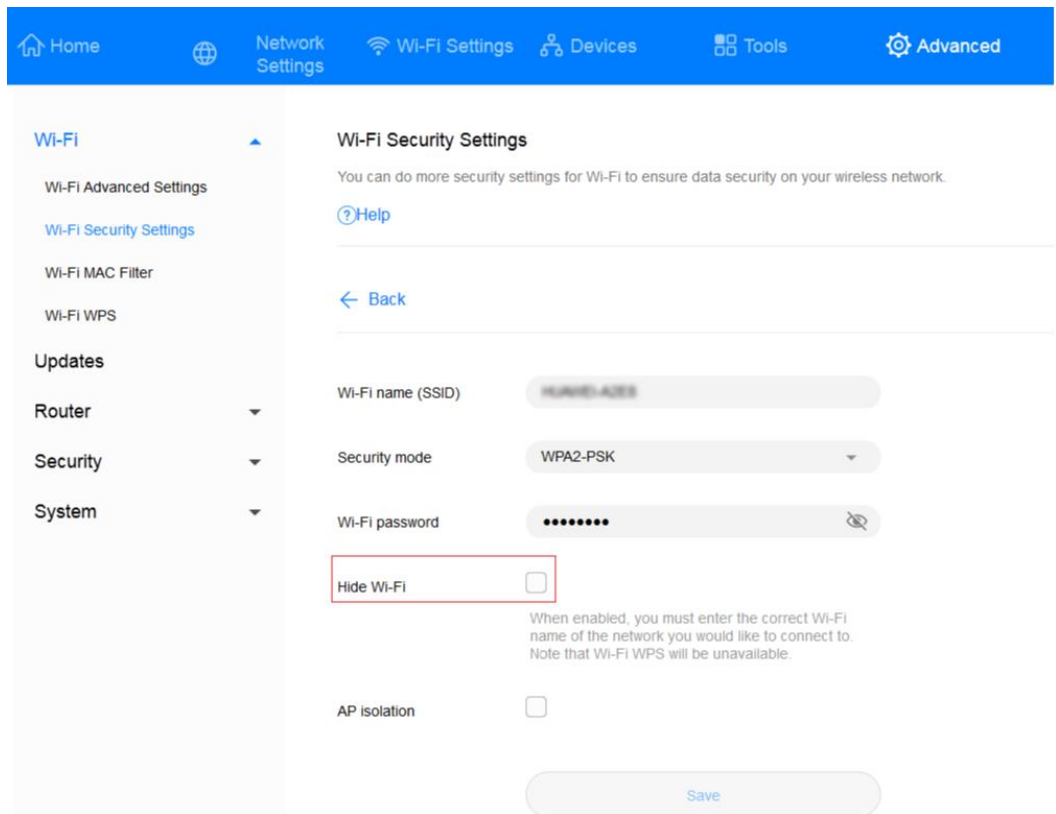 Home
Network
Settings
Wi-Fi Settings
Devices
Tools
Advanced
Wi-Fi
Wi-Fi Advanced Settings
Wi-Fi Security Settings
Wi-Fi MAC Filter
Wi-Fi WPS
Updates
Router
Security
System
Wi-Fi Security Settings
You can do more security settings for Wi-Fi to ensure data security on your wireless network.
?Help
Back
Wi-Fi name (SSID)
Security mode WPA2-PSK
Wi-Fi password ••••••••
Hide Wi-Fi
When enabled, you must enter the correct Wi-Fi
name of the network you would like to connect to.
Note that Wi-Fi WPS will be unavailable.
AP isolation
Save